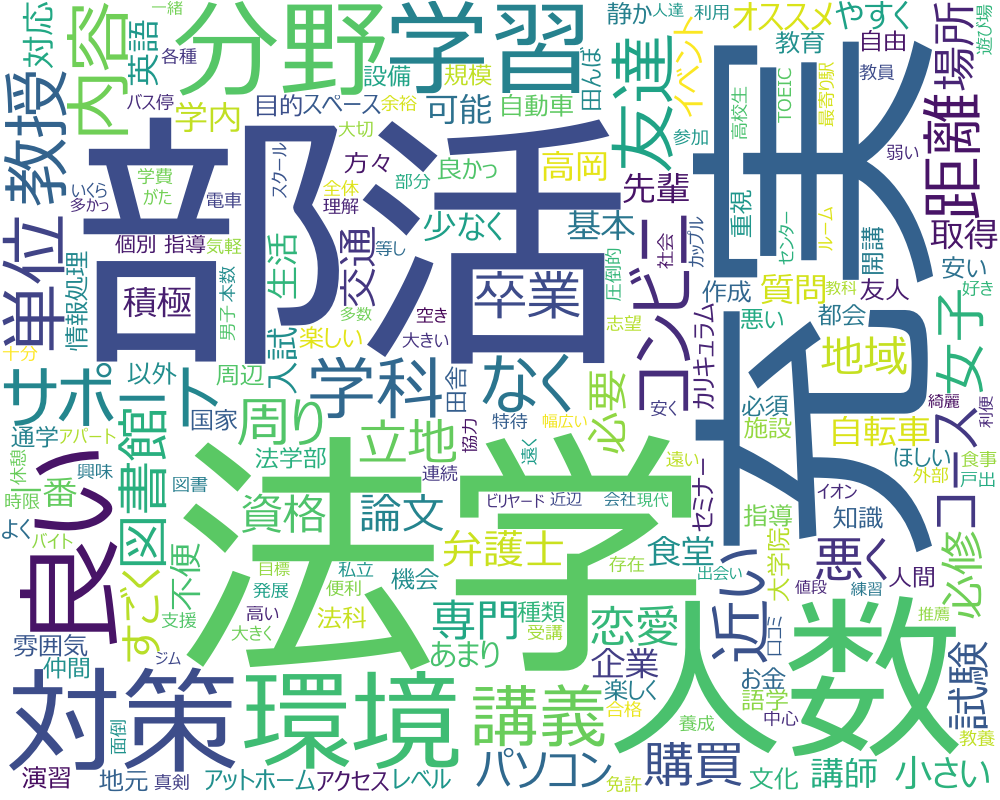 一緒
対応
英語
各種
内容
分野
学習
設備
規模
静か
人達
利用
オススメ
やすく
場所
遊び場
教育
自由
教員
バス停
目的
スペース
余裕
可能
自動車
田んぼ
友達
イベント
高校生
TOEIC
最寄り駅
教授
学内
大切
方々
良かっ
高岡
参加
弱い
距離
部活
充実
いくら
多かっ
学費
がた
電車
スクール
全体
理解
部分
少なく
先輩
基本
重視
センター
ルーム
開講
取得
単位
個別
指導
気軽
等し
交通
社会
カップル
圧倒的
コンビニ
作成
質問
教科
友人
安い
好き
情報処理
積極
生活
男子
本数
多数
空き
大きい
卒業
志望
悪い
都会
女子
十分
楽しい
入試
サポート
以外
周辺
学科
田舎
なく
必要
安く
カリキュラム
必須
地域
施設
自転車
綺麗
利便
コース
国家
周り
立地
特待
幅広い
協力
通学
アパート
図書館
法学部
連続
遠く
遠い
ほしい
外部
食事
戸出
休憩
時限
興味
一番
図書
資格
論文
ビリヤード
近辺
会社
現代
セミナー
指導
イオン
知識
よく
バイト
良い
法学
人数
すごく
不便
目標
発展
私立
便利
機会
弁護士
存在
食堂
出会い
近い
大学院
悪く
人間
必修
支援
大きく
高い
法科
専門
種類
受講
恋愛
値段
練習
推薦
雰囲気
仲間
ジム
あまり
企業
口コミ
お金
語学
中心
試験
対策
環境
講義
楽しく
合格
養成
教養
面倒
演習
地元
真剣
アットホーム
アクセス
レベル
パソコン
免許
購買
文化
講師
小さい